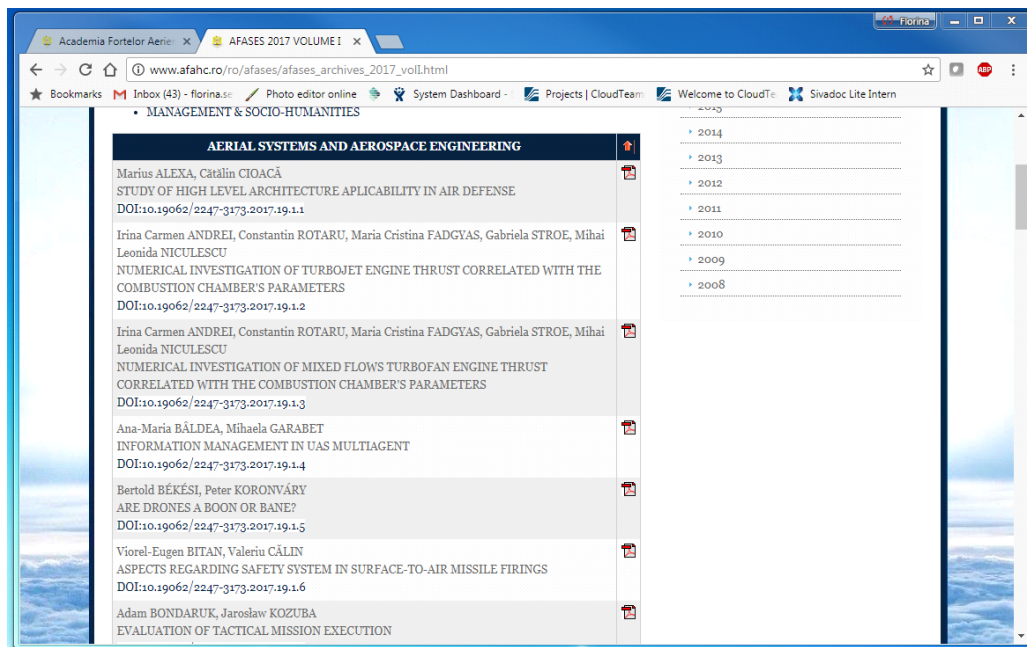 Fiorina
Academia Fortelor Aerie
AFASES 2017 VOLUME I
www.afahc.ro/ro/afases/afases_archives_2017_volI.html
ABP
Bookmarks
Inbox (43) - florina.se
Photo editor online
System Dashboard -
Projects | CloudTeam
Welcome to CloudTe
Sivadoc Lite Intern
• MANAGEMENT & SOCIO-HUMANITIES
AERIAL SYSTEMS AND AEROSPACE ENGINEERING
Marius ALEXA, Cătălin CIOACĂ
STUDY OF HIGH LEVEL ARCHITECTURE APLICABILITY IN AIR DEFENSE
DOI:10.19062/2247-3173.2017.19.1.1
Irina Carmen ANDREI, Constantin ROTARU, Maria Cristina FADGYAS, Gabriela STROE, Mihai
Leonida NICULESCU
NUMERICAL INVESTIGATION OF TURBOJET ENGINE THRUST CORRELATED WITH THE
COMBUSTION CHAMBER'S PARAMETERS
DOI:10.19062/2247-3173.2017.19.1.2
Irina Carmen ANDREI, Constantin ROTARU, Maria Cristina FADGYAS, Gabriela STROE, Mihai
Leonida NICULESCU
NUMERICAL INVESTIGATION OF MIXED FLOWS TURBOFAN ENGINE THRUST
CORRELATED WITH THE COMBUSTION CHAMBER'S PARAMETERS
DOI:10.19062/2247-3173.2017.19.1.3
Ana-Maria BÂLDEA, Mihaela GARABET
INFORMATION MANAGEMENT IN UAS MULTIAGENT
DOI:10.19062/2247-3173.2017.19.1.4
Bertold BÉKÉSI, Peter KORONVÁRY
ARE DRONES A BOON OR BANE?
DOI:10.19062/2247-3173.2017.19.1.5
Viorel-Eugen BITAN, Valeriu CĂLIN
ASPECTS REGARDING SAFETY SYSTEM IN SURFACE-TO-AIR MISSILE FIRINGS
DOI:10.19062/2247-3173.2017.19.1.6
Adam BONDARUK, Jarosław KOZUBA
EVALUATION OF TACTICAL MISSION EXECUTION
2015
2014
2013
2012
2011
2010
2009
2008